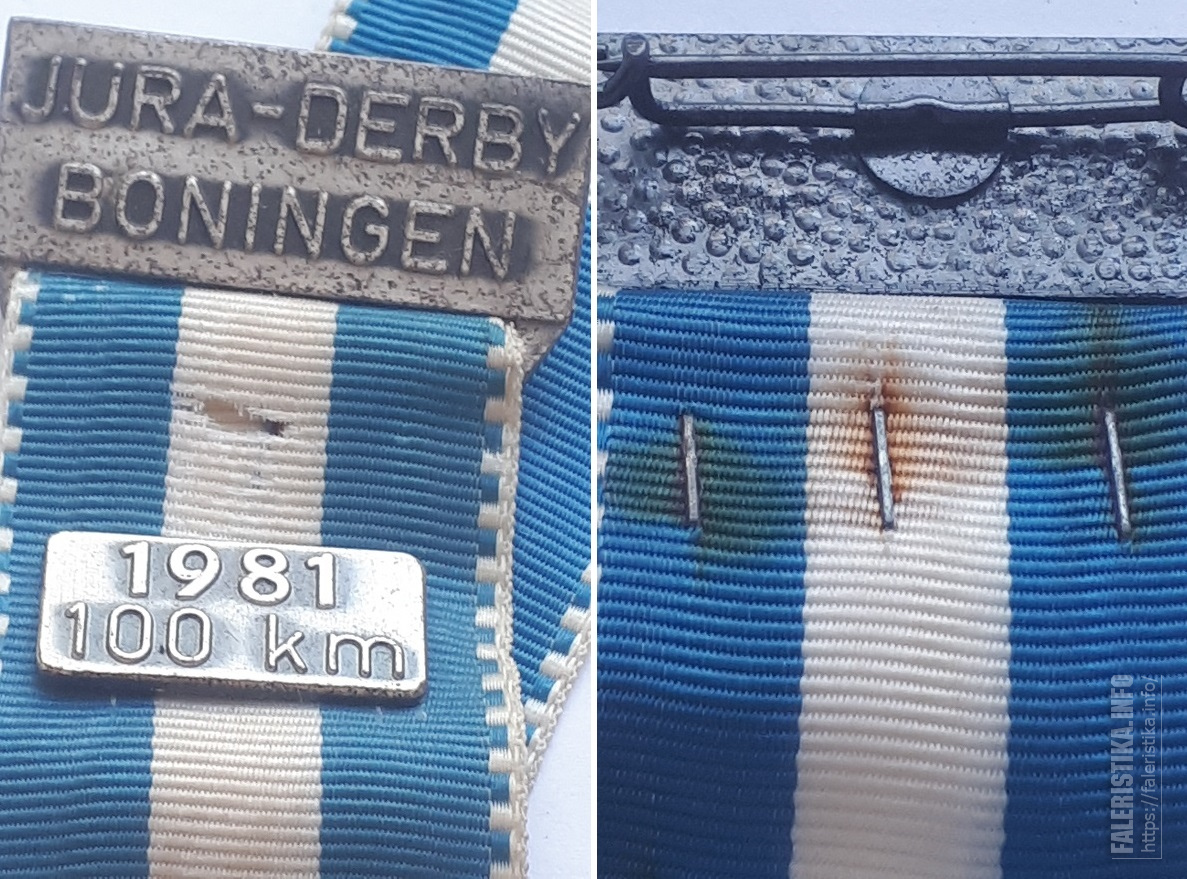 JURA-DERBY
BONINGEN
1981
100 km
FALERISTIKA.INFO
https://faleristika.info/